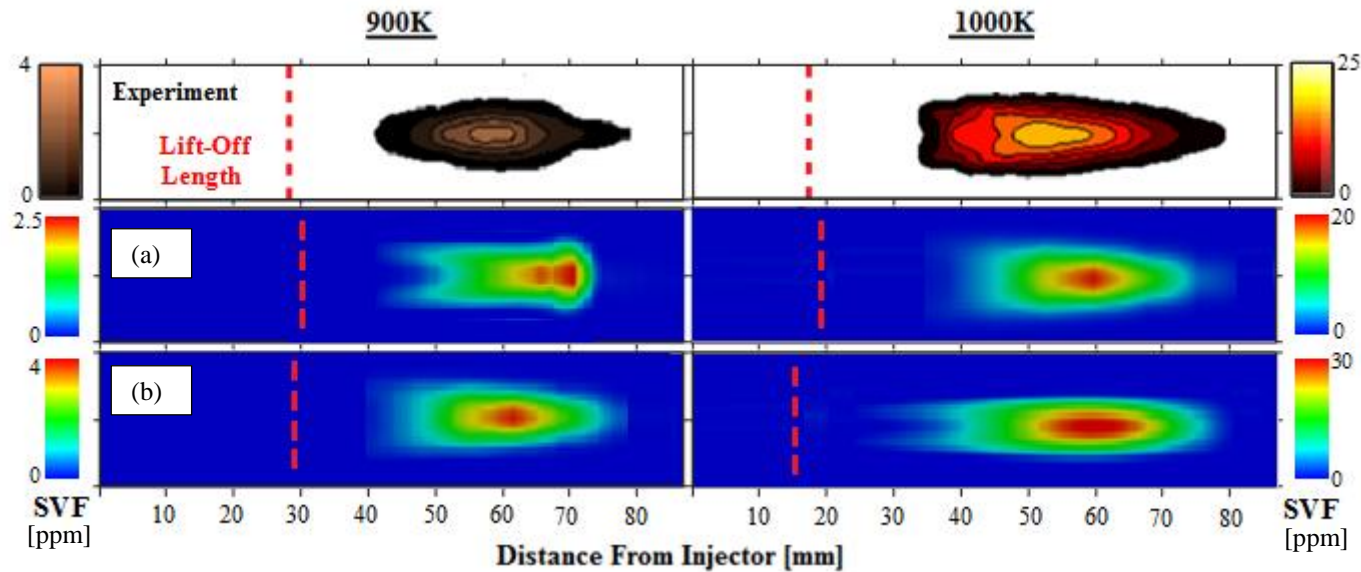 900K 1000K
4 25
Experiment
Lift-Off
Length
0 0
2.5 20
(a)
0 0
4 30
(b)
0 0
SVF SVF
[ppm] [ppm]
10 20 30 40 50 60 70 80 10 20 30 40 50 60 70 80
Distance From Injector [mm]